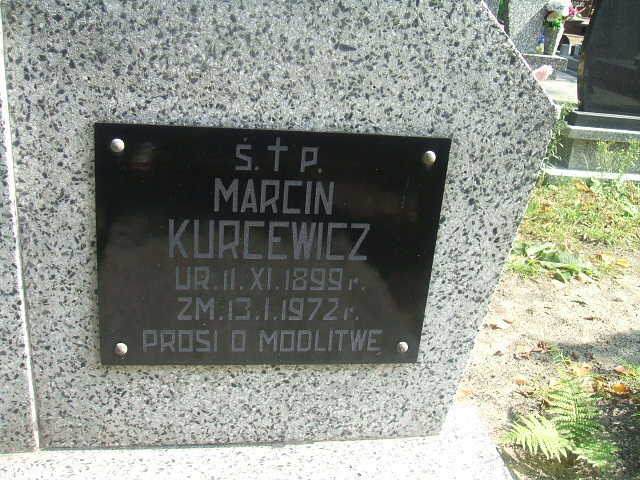 Ś. † P.
MARCIN
KURCEWICZ
UR. 11. XI. 1899 r.
ZM. 13. I. 1972 r.
PROSI O MODLITWĘ